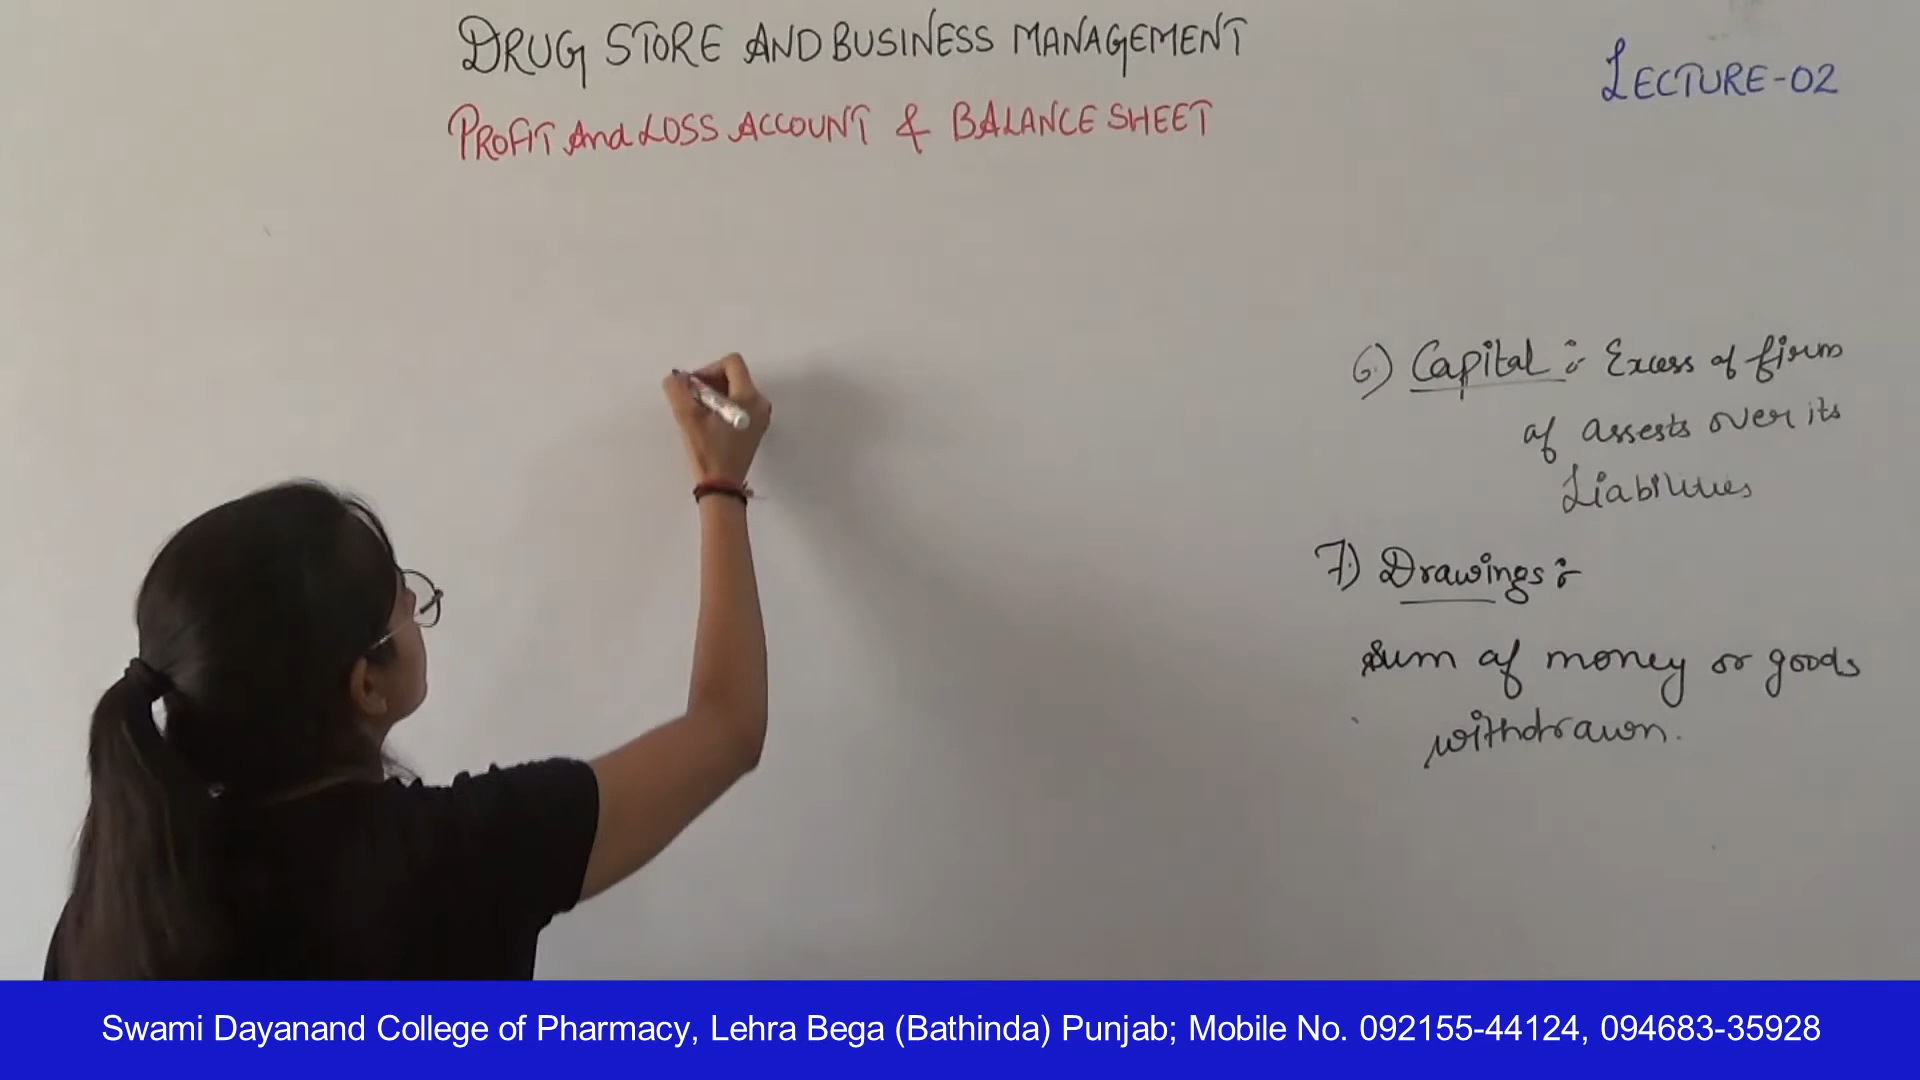 DRUG STORE AND BUSINESS MANAGEMENT
LECTURE-02
PROFIT And LOSS ACCOUNT & BALANCE SHEET
6) Capital :- Excess of firm
of assests over its
Liabilities
7) Drawings :-
sum of money or goods
withdrawn.
Swami Dayanand College of Pharmacy, Lehra Bega (Bathinda) Punjab; Mobile No. 092155-44124, 094683-35928